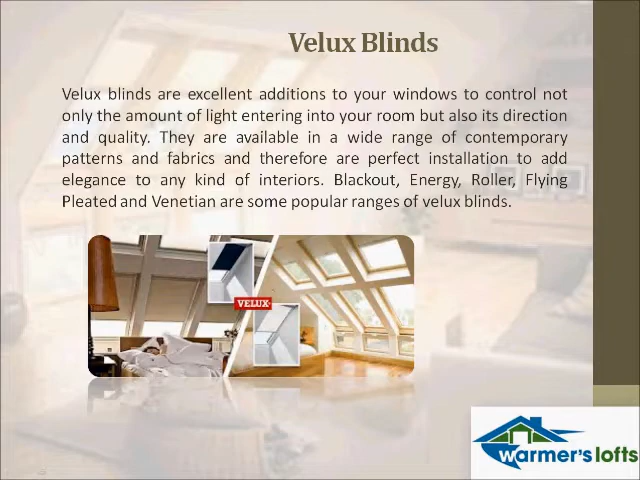 Velux Blinds
Velux blinds are excellent additions to your windows to control not
only the amount of light entering into your room but also its direction
and quality. They are available in a wide range of contemporary
patterns and fabrics and therefore are perfect installation to add
elegance to any kind of interiors. Blackout, Energy, Roller, Flying
Pleated and Venetian are some popular ranges of velux blinds.
VELUX
warmer's lofts